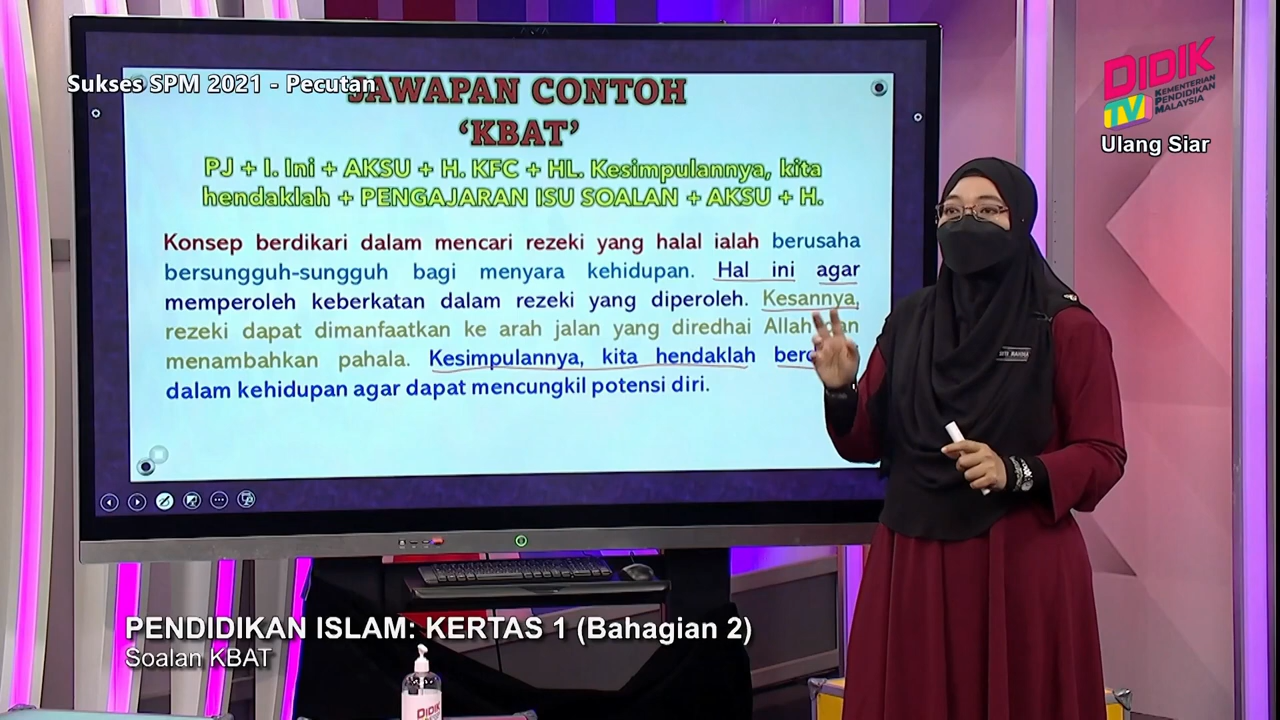 Sukses SPM 2021 - Pecutan
JAWAPAN CONTOH
‘KBAT’
PJ + I. Ini + AKSU + H. KFC + HL. Kesimpulannya, kita
hendaklah + PENGAJARAN ISU SOALAN + AKSU + H.
Konsep berdikari dalam mencari rezeki yang halal ialah berusaha
bersungguh-sungguh bagi menyara kehidupan. Hal ini agar
memperoleh keberkatan dalam rezeki yang diperoleh. Kesannya,
rezeki dapat dimanfaatkan ke arah jalan yang diredhai Allah
menambahkan pahala. Kesimpulannya, kita hendaklah
dalam kehidupan agar dapat mencungkil potensi diri.
DIDIK
TV
KEMENTERIAN
PENDIDIKAN
MALAYSIA
Ulang Siar
PENDIDIKAN ISLAM: KERTAS 1 (Bahagian 2)
Soalan KBAT
DIDIK